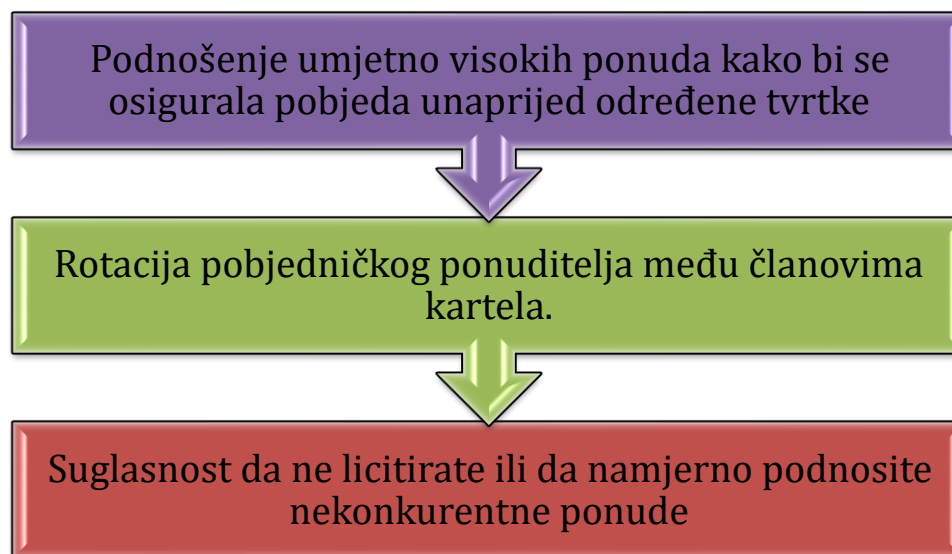 Podnošenje umjetno visokih ponuda kako bi se
osigurala pobjeda unaprijed određene tvrtke
Rotacija pobjedničkog ponuditelja među članovima
kartela.
Suglasnost da ne licitirate ili da namjerno podnosite
nekonkurentne ponude